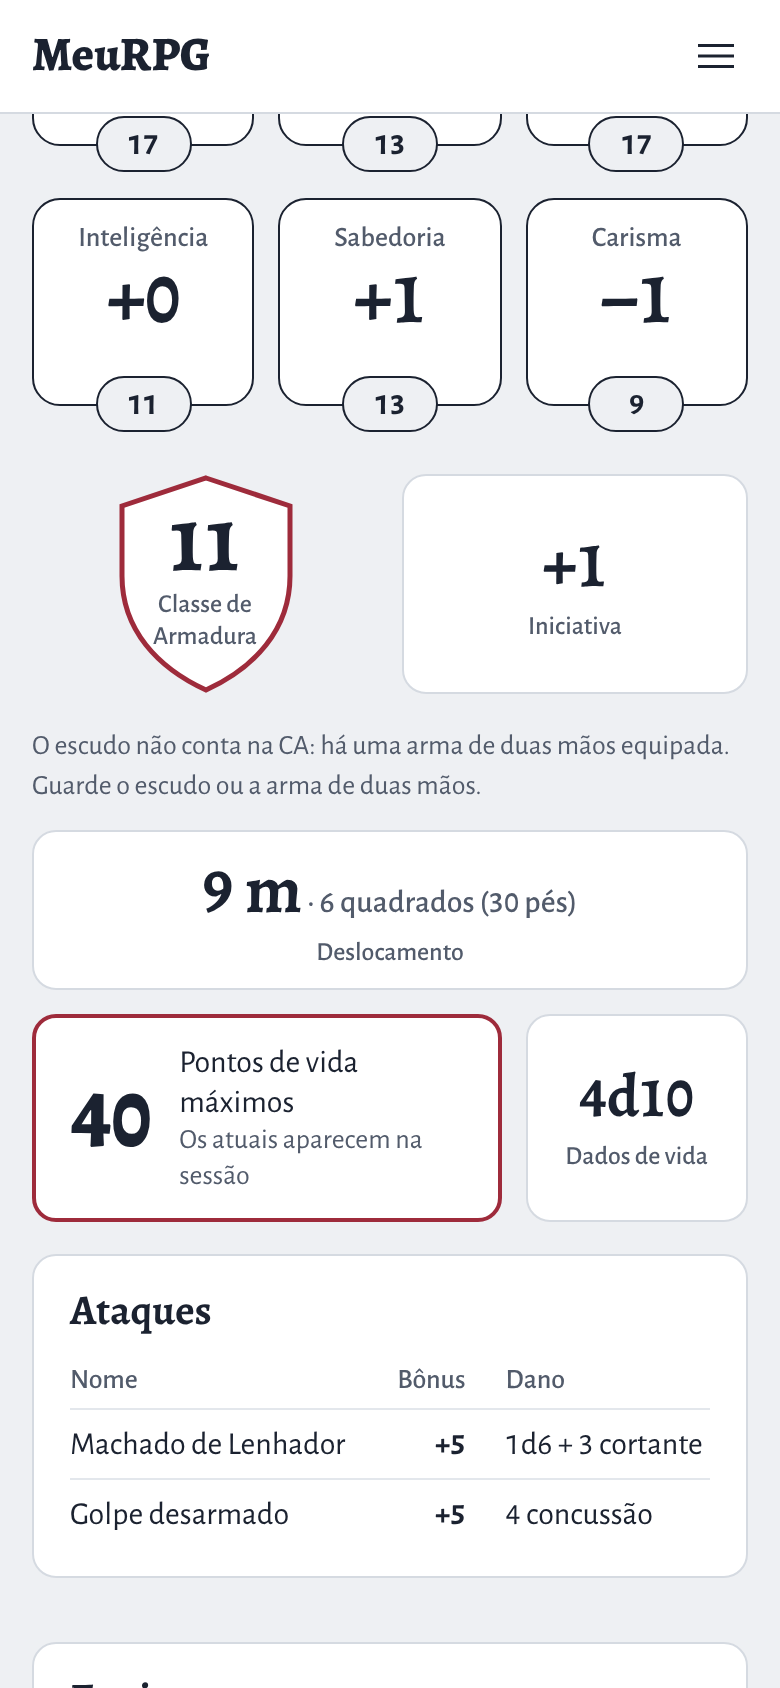 MeuRPG
17 13 17
Inteligência Sabedoria Carisma
+0 +1 −1
11 13 9
11
Classe de
Armadura
+1
Iniciativa
O escudo não conta na CA: há uma arma de duas mãos equipada.
Guarde o escudo ou a arma de duas mãos.
9 m · 6 quadrados (30 pés)
Deslocamento
40
Pontos de vida
máximos
Os atuais aparecem na
sessão
4d10
Dados de vida
Ataques
Nome Bônus Dano
Machado de Lenhador +5 1d6 + 3 cortante
Golpe desarmado +5 4 concussão